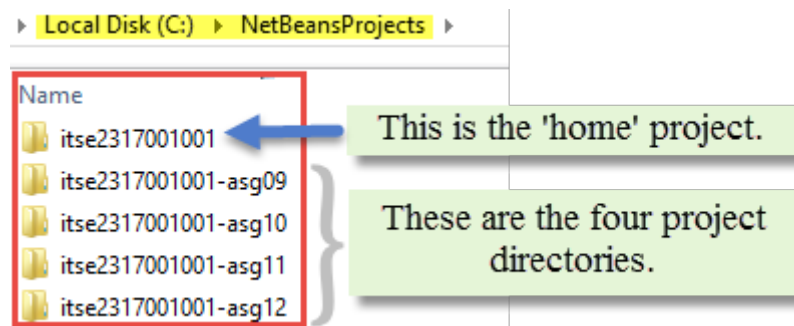 Local Disk (C:) NetBeansProjects
Name
itse2317001001
This is the 'home' project.
itse2317001001-asg09
itse2317001001-asg10
itse2317001001-asg11
itse2317001001-asg12
These are the four project
directories.